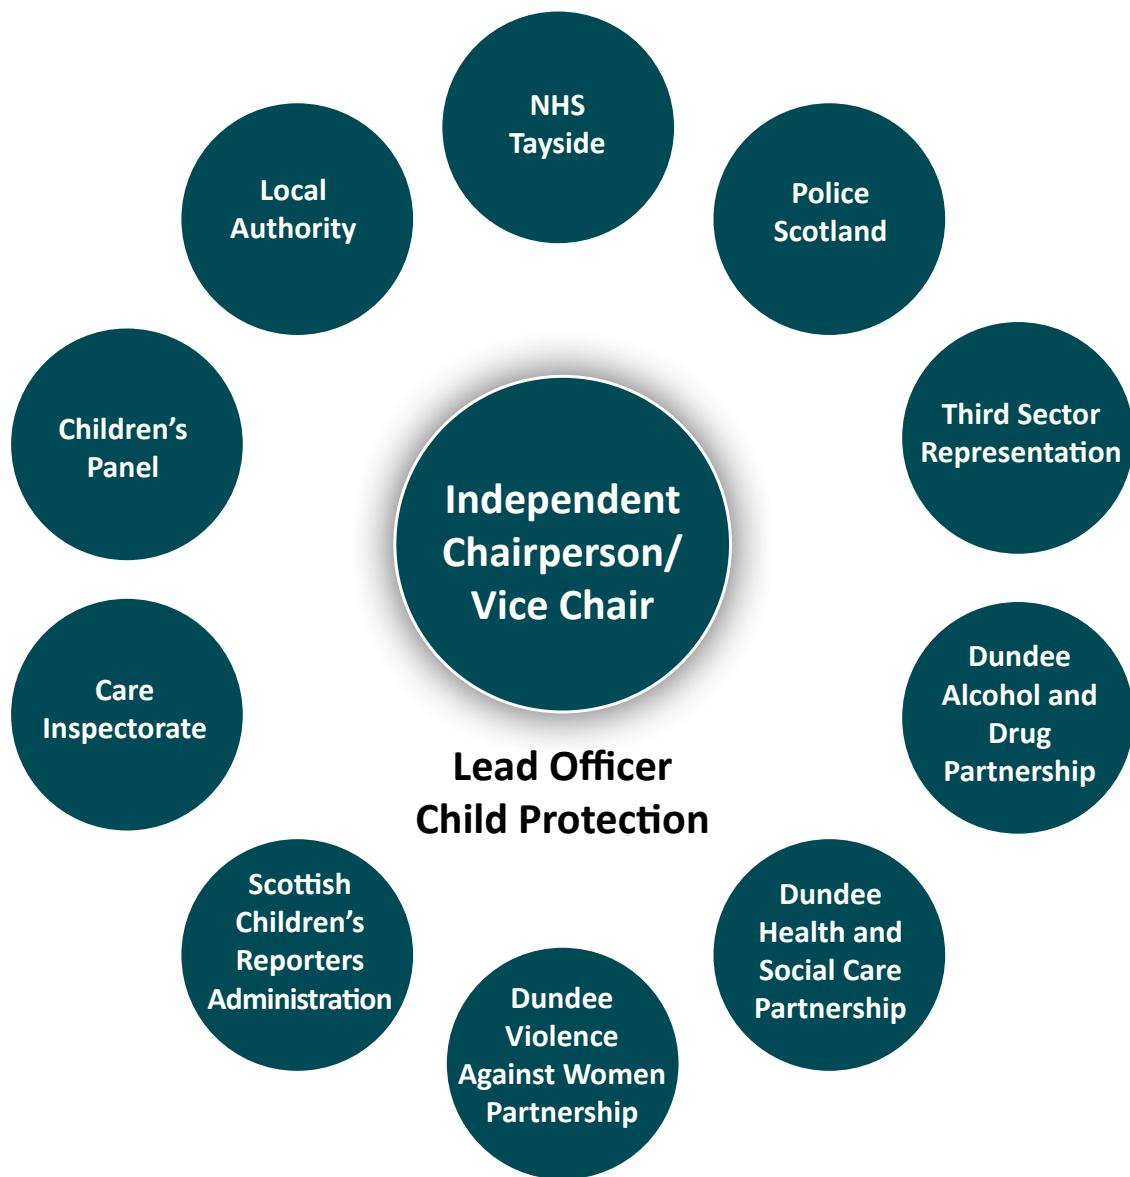 NHS
Tayside
Police
Scotland
Third Sector
Representation
Dundee
Alcohol and
Drug
Partnership
Dundee
Health and
Social Care
Partnership
Dundee
Violence
Against Women
Partnership
Scottish
Children’s
Reporters
Administration
Care
Inspectorate
Children’s
Panel
Local
Authority
Independent
Chairperson/
Vice Chair
Lead Officer
Child Protection